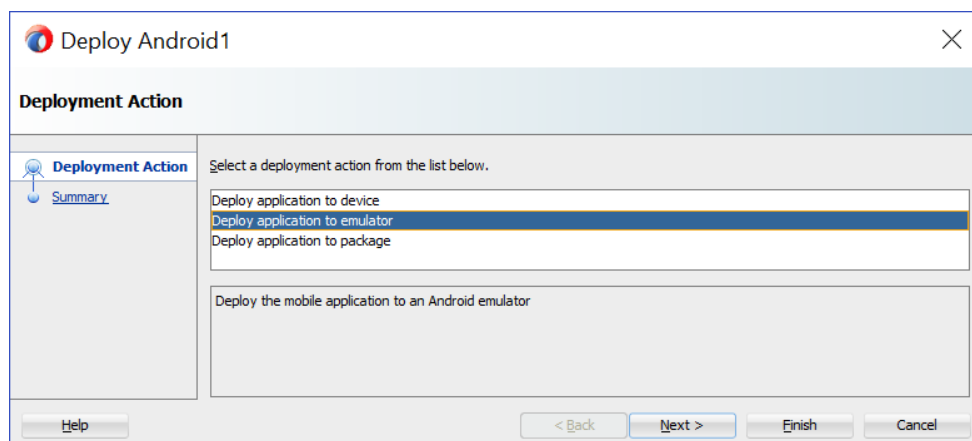 Deploy Android1
Deployment Action
Deployment Action
Summary
Select a deployment action from the list below.
Deploy application to device
Deploy application to emulator
Deploy application to package
Deploy the mobile application to an Android emulator
Help
< Back
Next >
Finish
Cancel